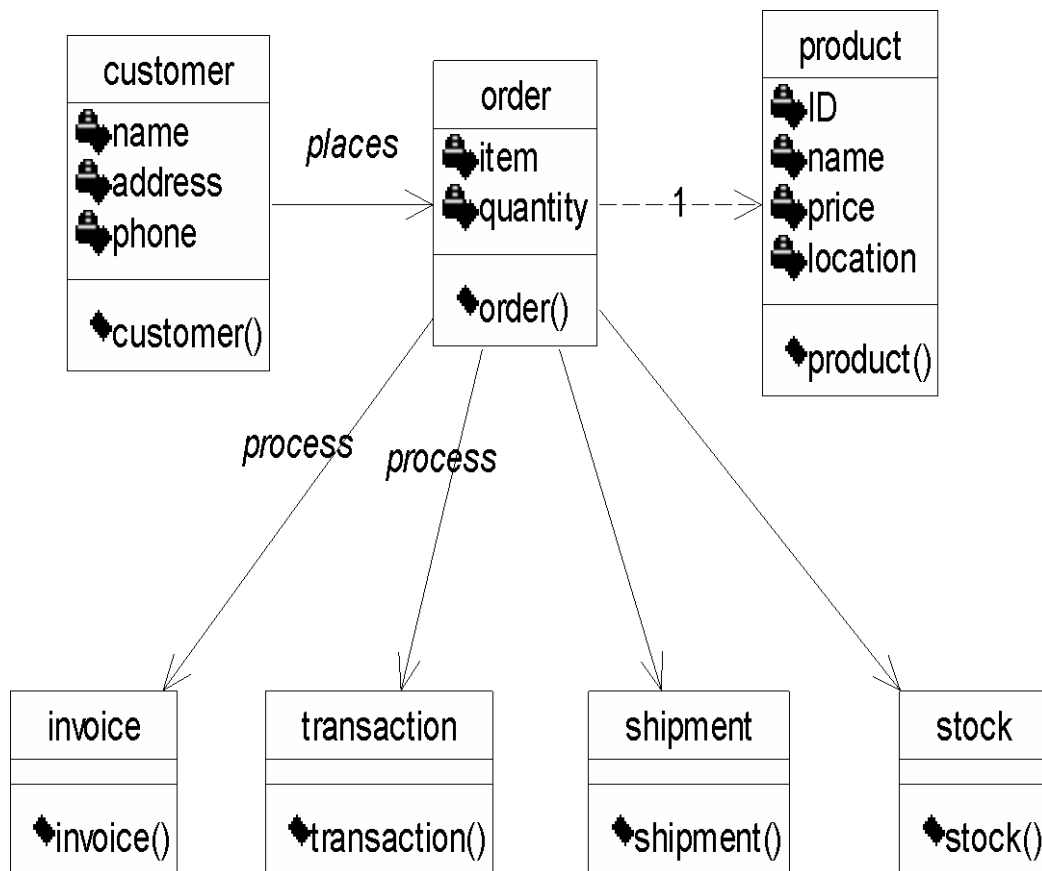 customer
name
address
phone
customer()
places
order
item
quantity
order()
1
product
ID
name
price
location
product()
process
process
invoice
invoice()
transaction
transaction()
shipment
shipment()
stock
stock()